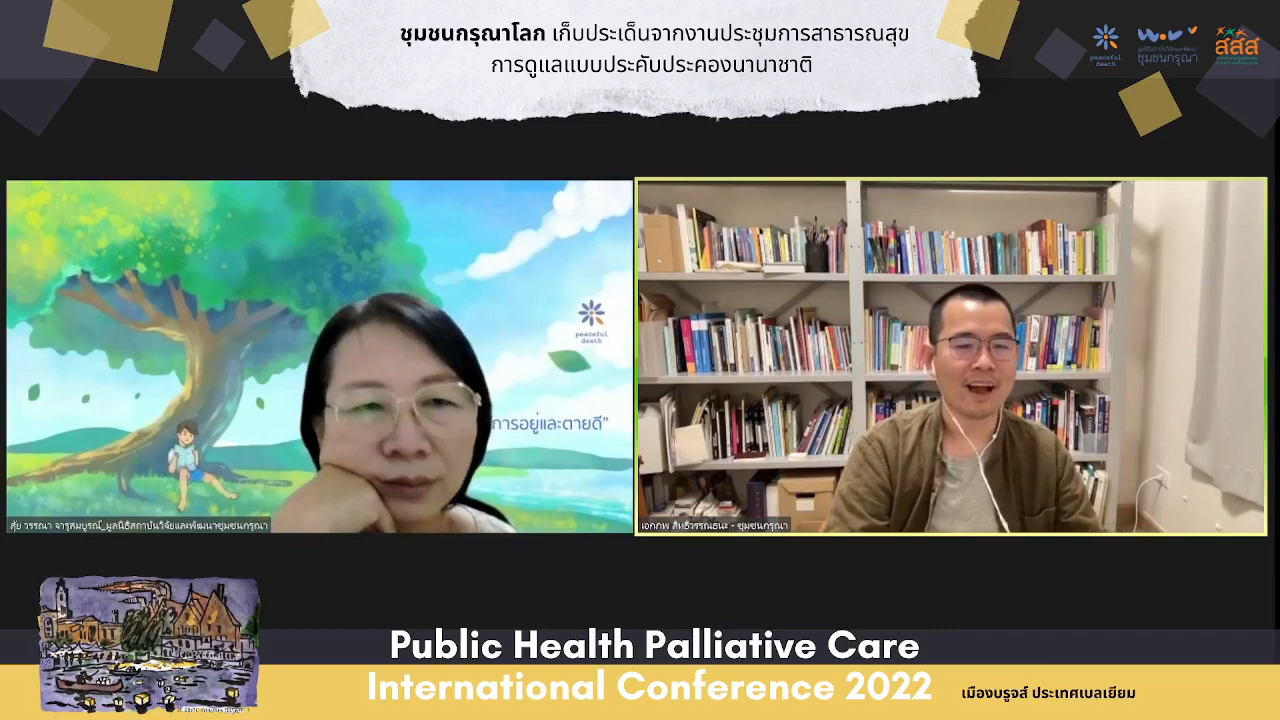 ชุมชนกรุณาโลก เก็บประเด็นจากงานประชุมการสาธารณสุข
การดูแลแบบประคับประคองนานาชาติ
peaceful
death
ชุมชนกรุณา
สสส
peaceful
death
การอยู่และตายดี”
สุ้ย วรรณา จารุสมบูรณ์_มูลนิธิสถาบันวิจัยและพัฒนาชุมชนกรุณา
เอกภพ สิทธิวรรณธนะ - ชุมชนกรุณา
Public Health Palliative Care
International Conference 2022
เมืองบรูจส์ ประเทศเบลเยียม